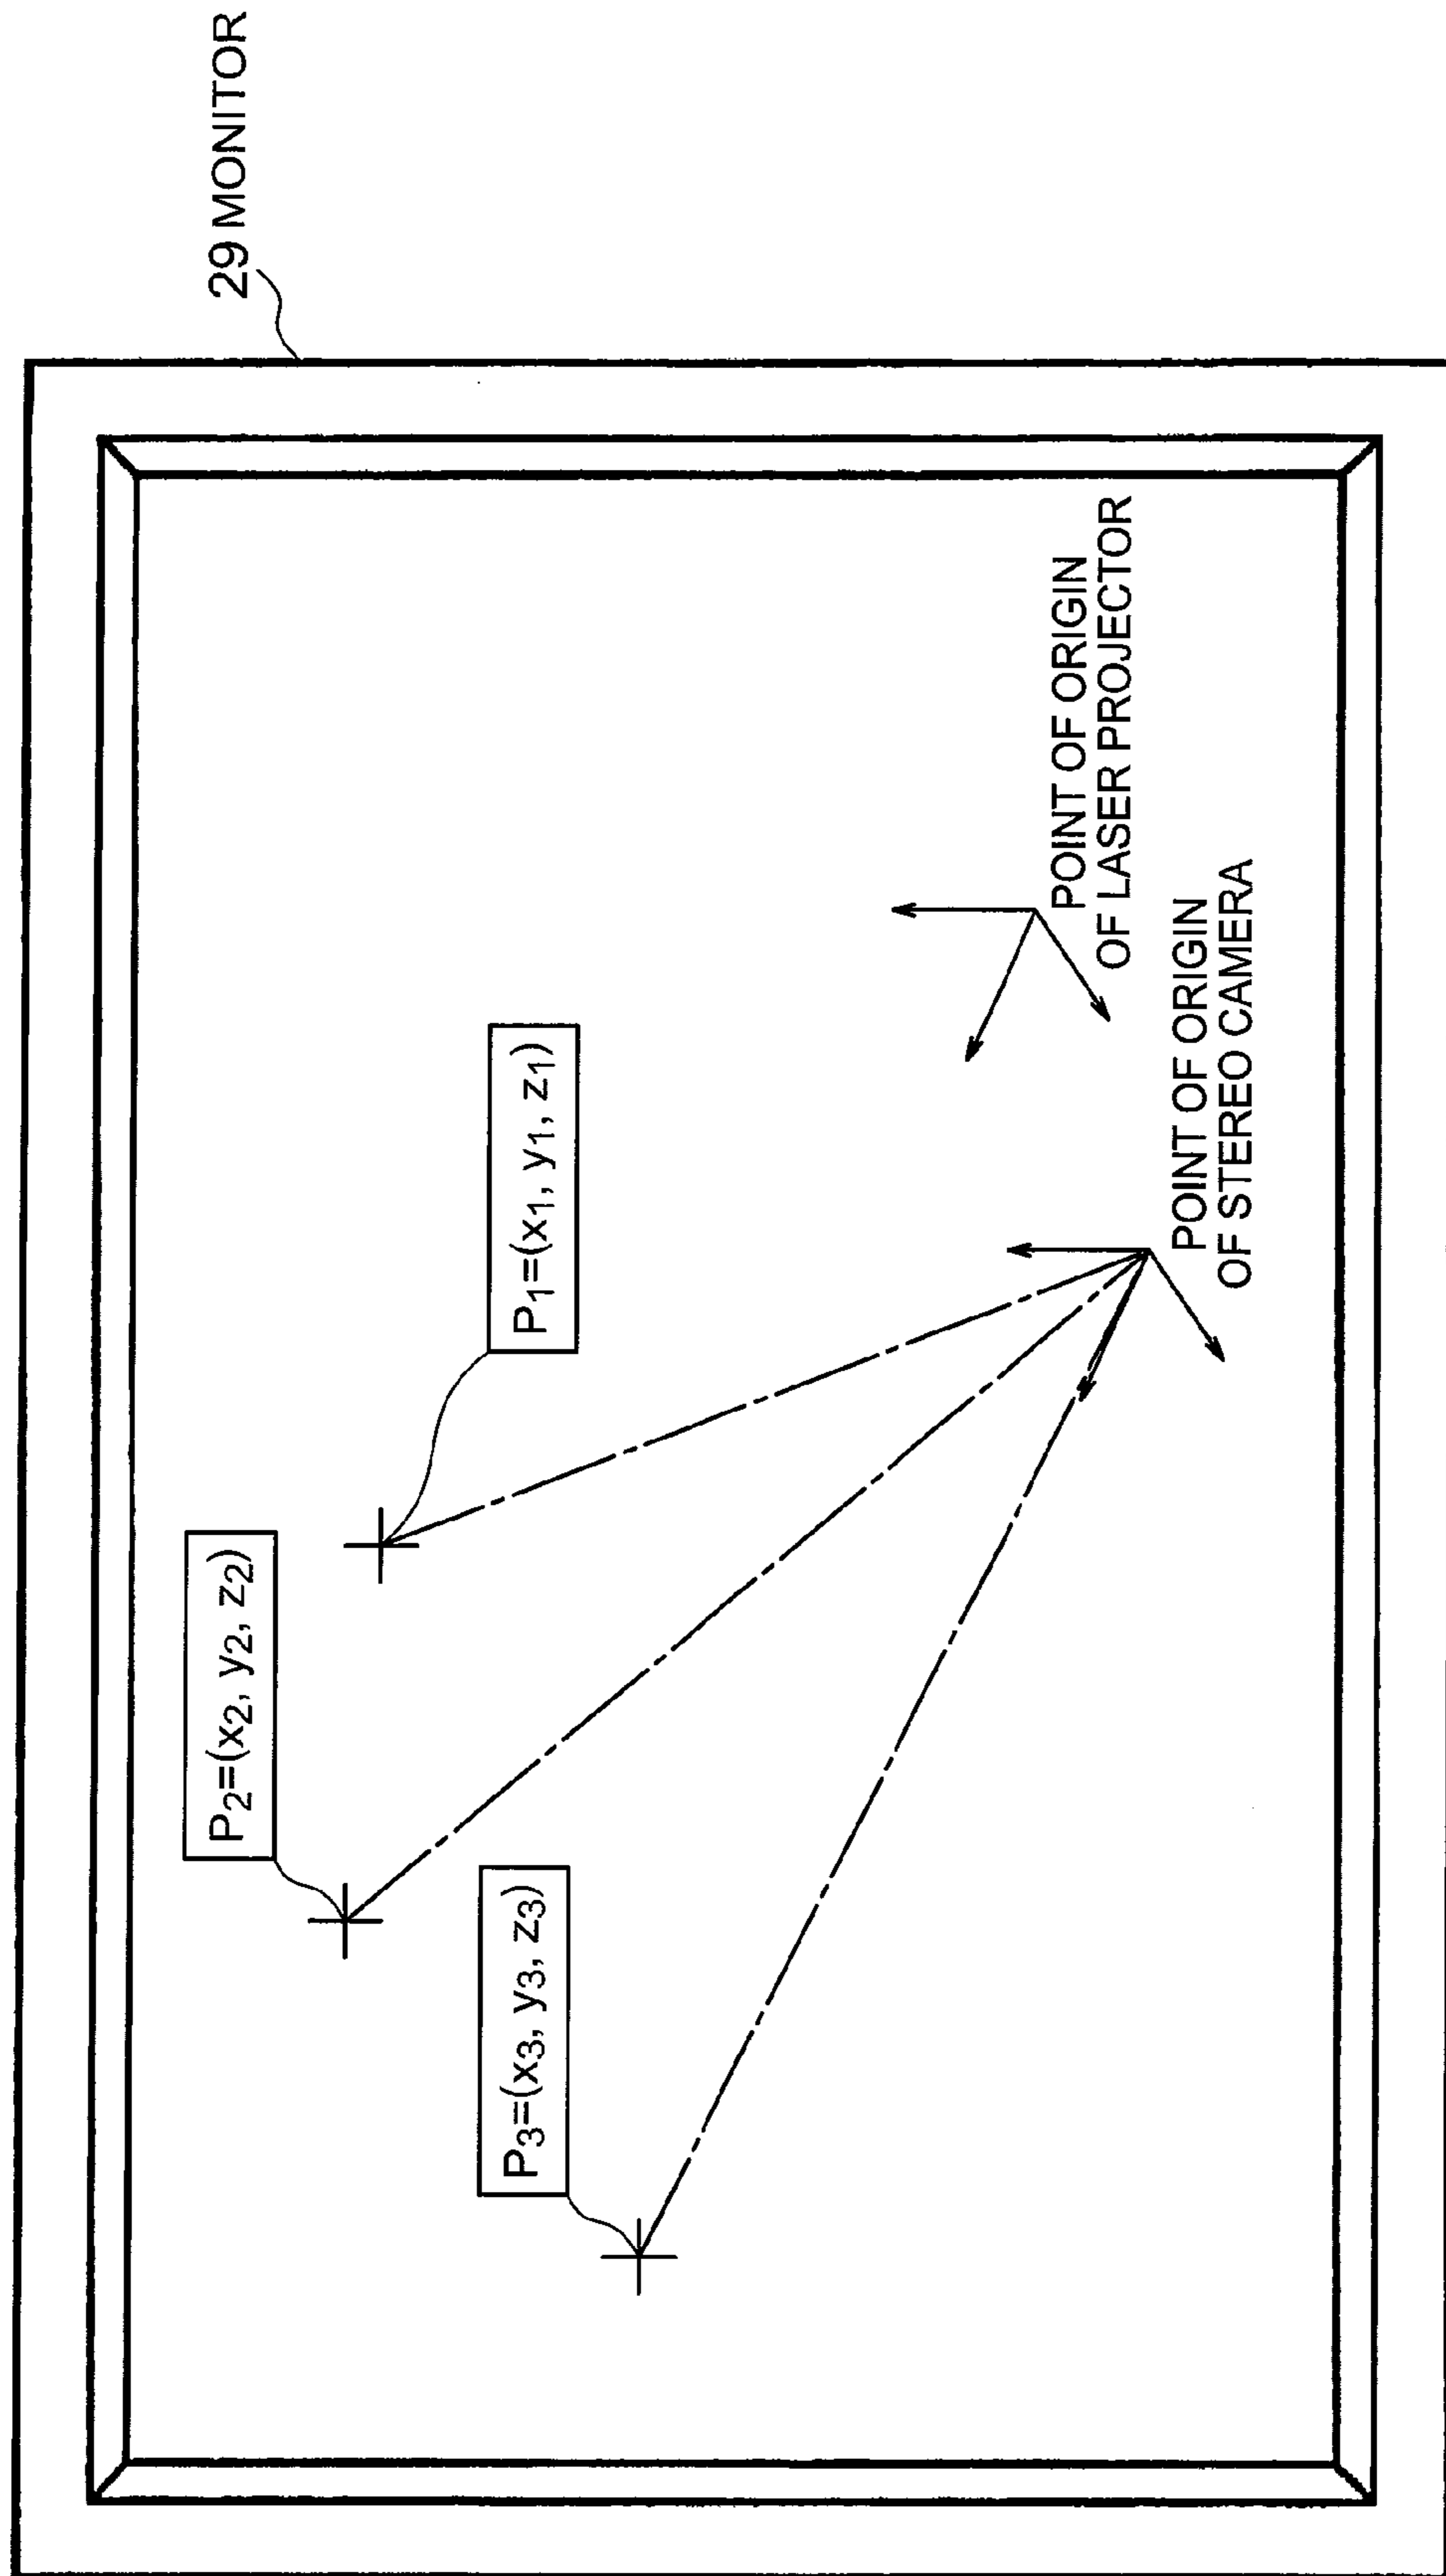 29 MONITOR
P₂=(x₂, y₂, z₂)
P₁=(x₁, y₁, z₁)
P₃=(x₃, y₃, z₃)
POINT OF ORIGIN
OF LASER PROJECTOR
POINT OF ORIGIN
OF STEREO CAMERA